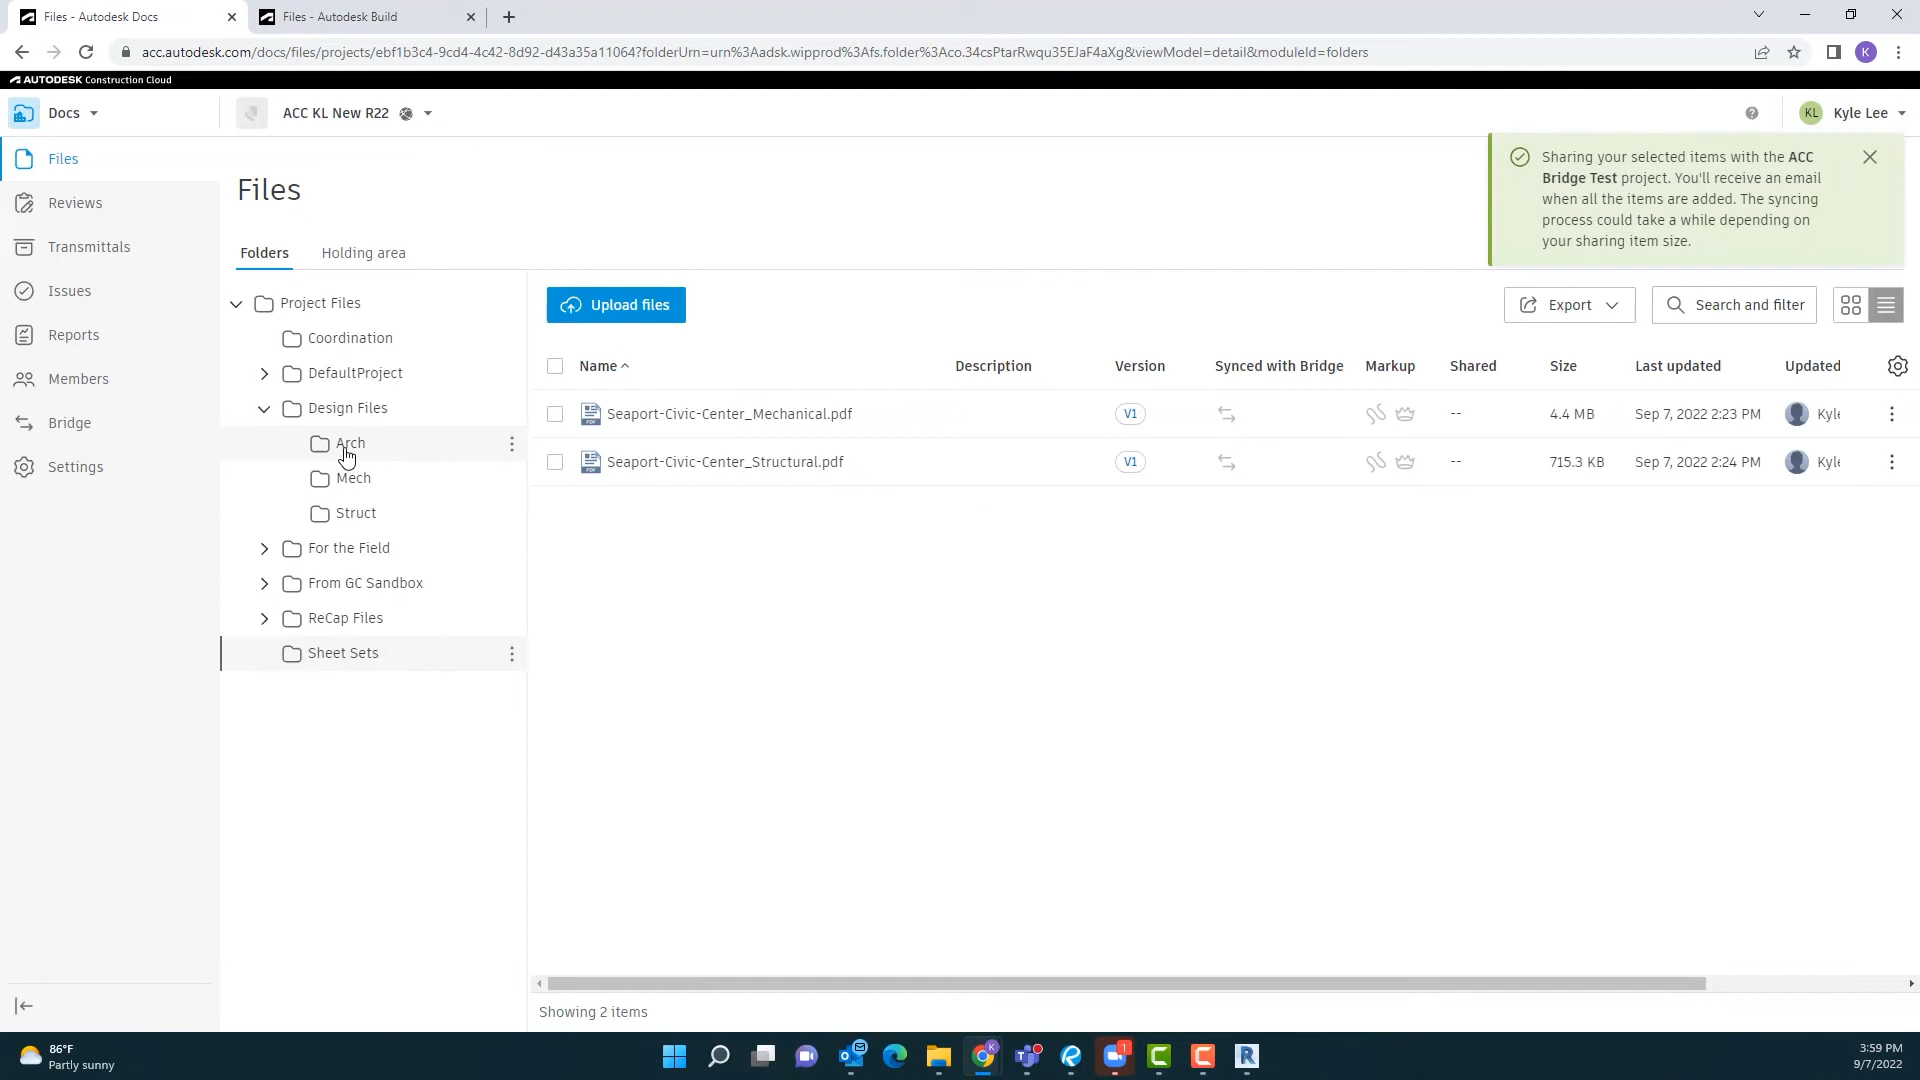 Files - Autodesk Docs
Files - Autodesk Build
acc.autodesk.com/docs/files/projects/ebf1b3c4-9cd4-4c42-8d92-d43a35a11064?folderUrn=urn%3Aadsk.wipprod%3Afs.folder%3Aco.34csPtarRwqu35EJaF4aXg&viewModel=detail&moduleId=folders
K
AUTODESK Construction Cloud
Docs
ACC KL New R22
KL Kyle Lee
Files
Reviews
Transmittals
Issues
Reports
Members
Bridge
Settings
Files
Sharing your selected items with the ACC
Bridge Test project. You'll receive an email
when all the items are added. The syncing
process could take a while depending on
your sharing item size.
Folders Holding area
Project Files
Coordination
DefaultProject
Design Files
Arch
Mech
Struct
For the Field
From GC Sandbox
ReCap Files
Sheet Sets
Upload files
Export
Search and filter
Name Description Version Synced with Bridge Markup Shared Size Last updated Updated
Seaport-Civic-Center_Mechanical.pdf V1 -- 4.4 MB Sep 7, 2022 2:23 PM Kyle
Seaport-Civic-Center_Structural.pdf V1 -- 715.3 KB Sep 7, 2022 2:24 PM Kyle
Showing 2 items
86°F
Partly sunny
3:59 PM
9/7/2022